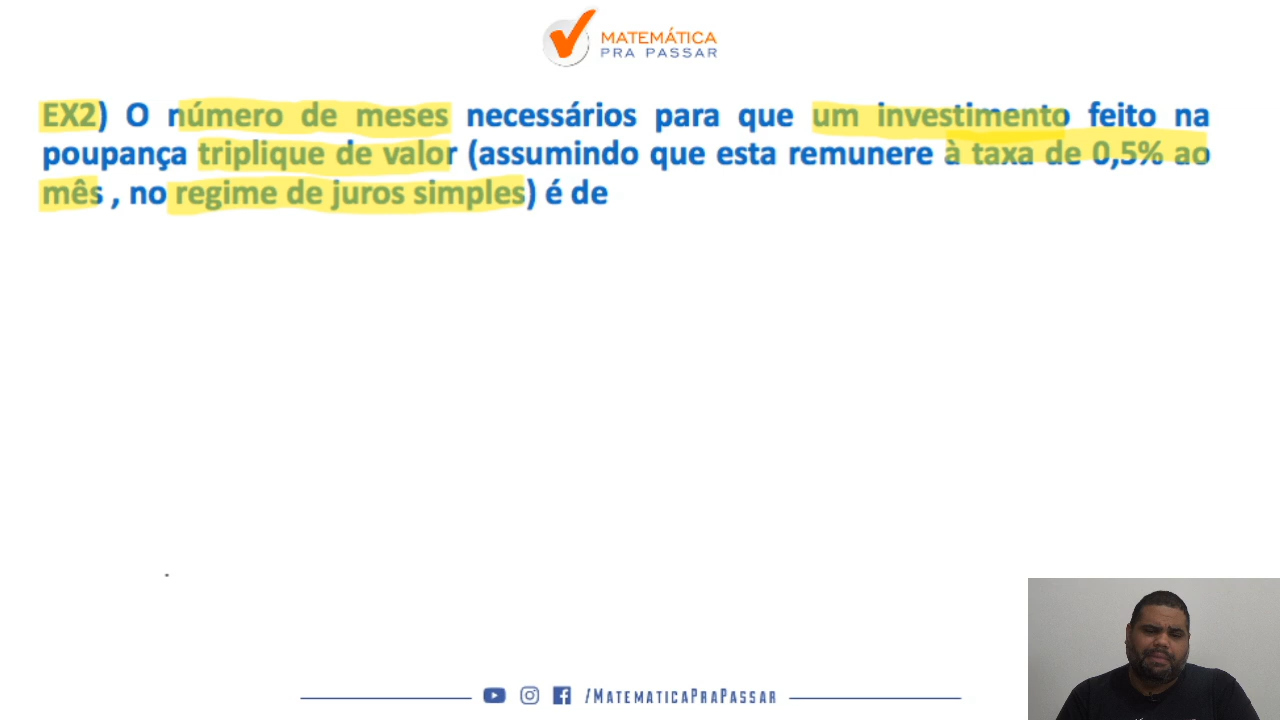 MATEMÁTICA
PRA PASSAR
EX2) O número de meses necessários para que um investimento feito na
poupança triplique de valor (assumindo que esta remunere à taxa de 0,5% ao
mês , no regime de juros simples) é de
/MATEMATICAPRAPASSAR